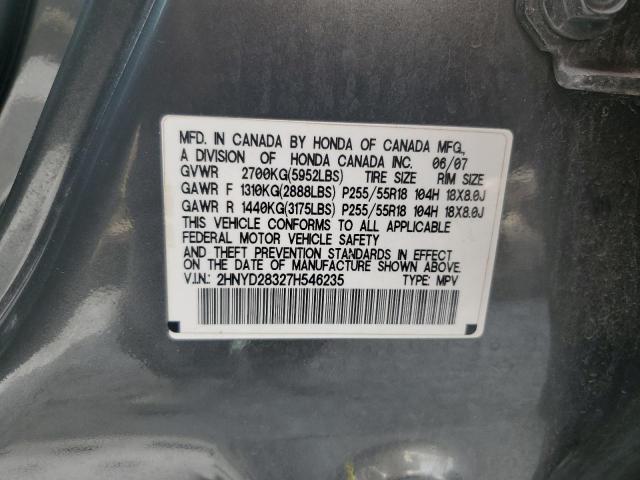 MFD. IN CANADA BY HONDA OF CANADA MFG.,
A DIVISION OF HONDA CANADA INC. 06/07
GVWR 2700KG(5952LBS) TIRE SIZE RIM SIZE
GAWR F 1310KG(2888LBS) P255/55R18 104H 18X8.0J
GAWR R 1440KG(3175LBS) P255/55R18 104H 18X8.0J
THIS VEHICLE CONFORMS TO ALL APPLICABLE
FEDERAL MOTOR VEHICLE SAFETY
AND THEFT PREVENTION STANDARDS IN EFFECT
ON THE DATE OF MANUFACTURE SHOWN ABOVE.
V.I.N.: 2HNYD28327H546235 TYPE: MPV